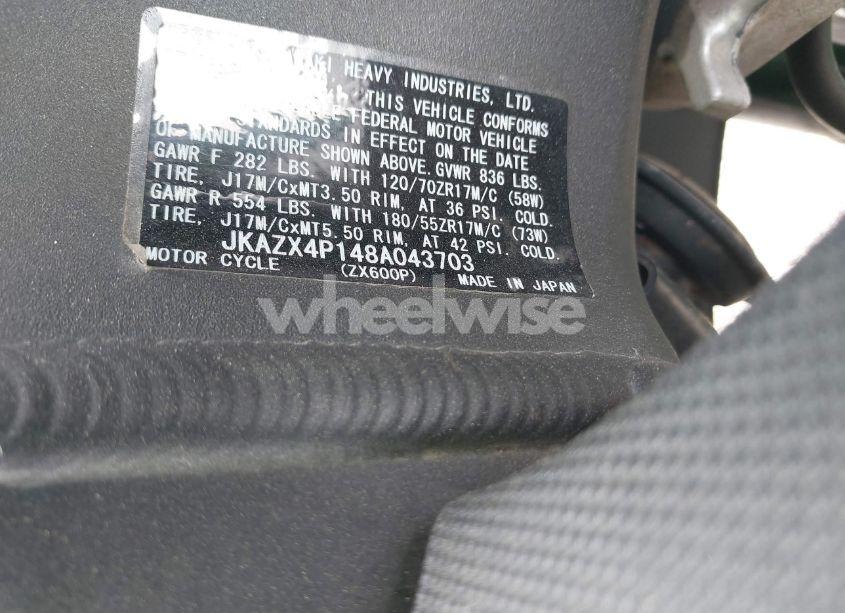 KI HEAVY INDUSTRIES, LTD.
THIS VEHICLE CONFORMS
FEDERAL MOTOR VEHICLE
STANDARDS IN EFFECT ON THE DATE
OF MANUFACTURE SHOWN ABOVE. GVWR 836 LBS.
GAWR F 282 LBS. WITH 120/70ZR17M/C (58W)
TIRE, J17M/CxMT3.50 RIM, AT 36 PSI. COLD.
GAWR R 554 LBS. WITH 180/55ZR17M/C (73W)
TIRE, J17M/CxMT5.50 RIM, AT 42 PSI. COLD.
JKAZX4P148A043703
MOTOR CYCLE (ZX600P) MADE IN JAPAN
wheelwise